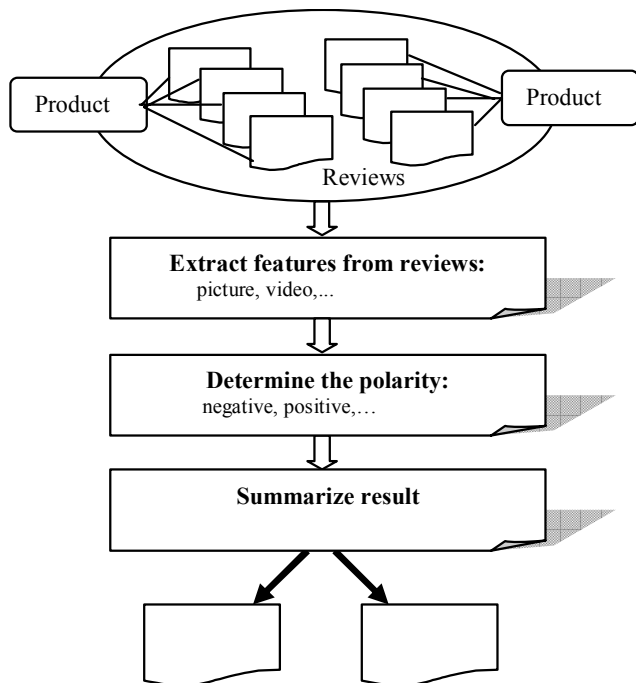 Product
Product
Reviews
Extract features from reviews:
picture, video,...
Determine the polarity:
negative, positive,…
Summarize result